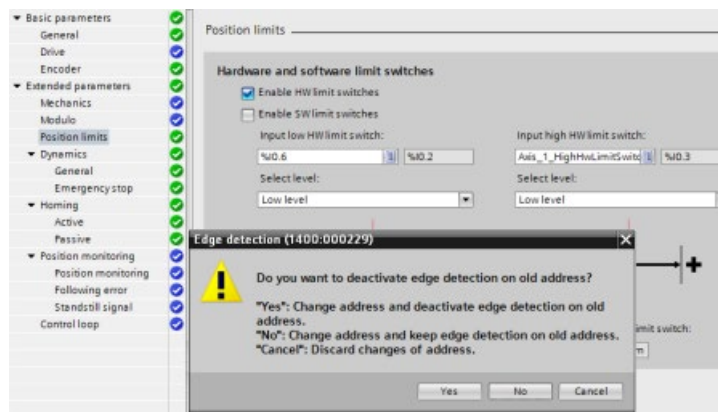 Basic parameters
General
Drive
Encoder
Extended parameters
Mechanics
Modulo
Position limits
Dynamics
General
Emergency stop
Homing
Active
Passive
Position monitoring
Position monitoring
Following error
Standstill signal
Control loop
Position limits
Hardware and software limit switches
Enable HW limit switches
Enable SW limit switches
Input low HW limit switch:
Input high HW limit switch:
%I0.6
%I0.2
Axis_1_HighHwLimitSwitc
%I0.3
Select level:
Select level:
Low level
Low level
Edge detection (1400:000229)
Do you want to deactivate edge detection on old address?
"Yes": Change address and deactivate edge detection on old
address.
"No": Change address and keep edge detection on old address.
"Cancel": Discard changes of address.
Yes
No
Cancel
imit switch:
m